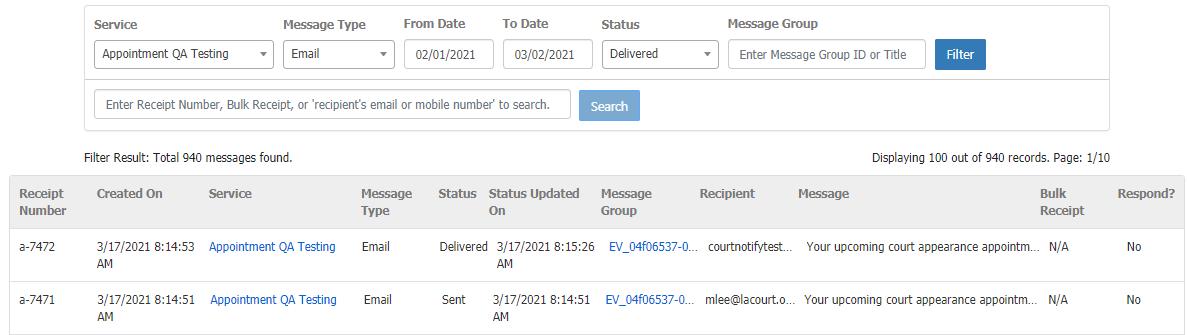 Service Message Type From Date To Date Status Message Group
Appointment QA Testing Email 02/01/2021 03/02/2021 Delivered Enter Message Group ID or Title Filter
Enter Receipt Number, Bulk Receipt, or 'recipient's email or mobile number' to search. Search
Filter Result: Total 940 messages found. Displaying 100 out of 940 records. Page: 1/10
Receipt Created On Service Message Status Status Updated Message Recipient Message Bulk Respond?
Number Type On Group Receipt
a-7472 3/17/2021 8:14:53 Appointment QA Testing Email Delivered 3/17/2021 8:15:26 EV_04f06537-0... courtnotifytest... Your upcoming court appearance appointm... N/A No
AM AM
a-7471 3/17/2021 8:14:51 Appointment QA Testing Email Sent 3/17/2021 8:14:51 EV_04f06537-0... mlee@lacourt.o... Your upcoming court appearance appointm... N/A No
AM AM